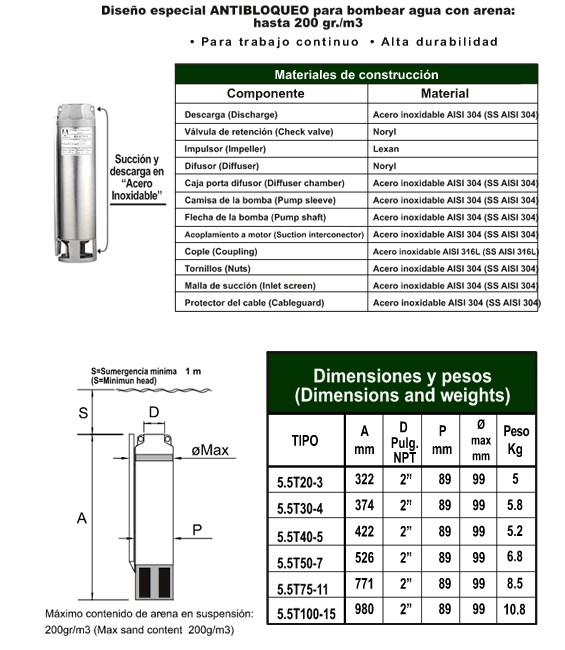 Diseño especial ANTIBLOQUEO para bombear agua con arena:
hasta 200 gr./m3
• Para trabajo continuo • Alta durabilidad
Succión y
descarga en
“Acero
Inoxidable”
Materiales de construcción
Componente Material
Descarga (Discharge) Acero inoxidable AISI 304 (SS AISI 304)
Válvula de retención (Check valve) Noryl
Impulsor (Impeller) Lexan
Difusor (Diffuser) Noryl
Caja porta difusor (Diffuser chamber) Acero inoxidable AISI 304 (SS AISI 304)
Camisa de la bomba (Pump sleeve) Acero inoxidable AISI 304 (SS AISI 304)
Flecha de la bomba (Pump shaft) Acero inoxidable AISI 304 (SS AISI 304)
Acoplamiento a motor (Suction interconector) Acero inoxidable AISI 304 (SS AISI 304)
Cople (Coupling) Acero inoxidable AISI 316L (SS AISI 316L)
Tornillos (Nuts) Acero inoxidable AISI 304 (SS AISI 304)
Malla de succión (Inlet screen) Acero inoxidable AISI 304 (SS AISI 304)
Protector del cable (Cableguard) Acero inoxidable AISI 304 (SS AISI 304)
S=Sumergencia mínima 1 m
(S=Minimun head)
S
D
øMax
A
P
Máximo contenido de arena en suspensión:
200gr/m3 (Max sand content 200g/m3)
Dimensiones y pesos
(Dimensions and weights)
TIPO A mm D Pulg. NPT P mm Ø max mm Peso Kg
5.5T20-3 322 2” 89 99 5
5.5T30-4 374 2” 89 99 5.8
5.5T40-5 422 2” 89 99 5.2
5.5T50-7 526 2” 89 99 6.8
5.5T75-11 771 2” 89 99 8.5
5.5T100-15 980 2” 89 99 10.8